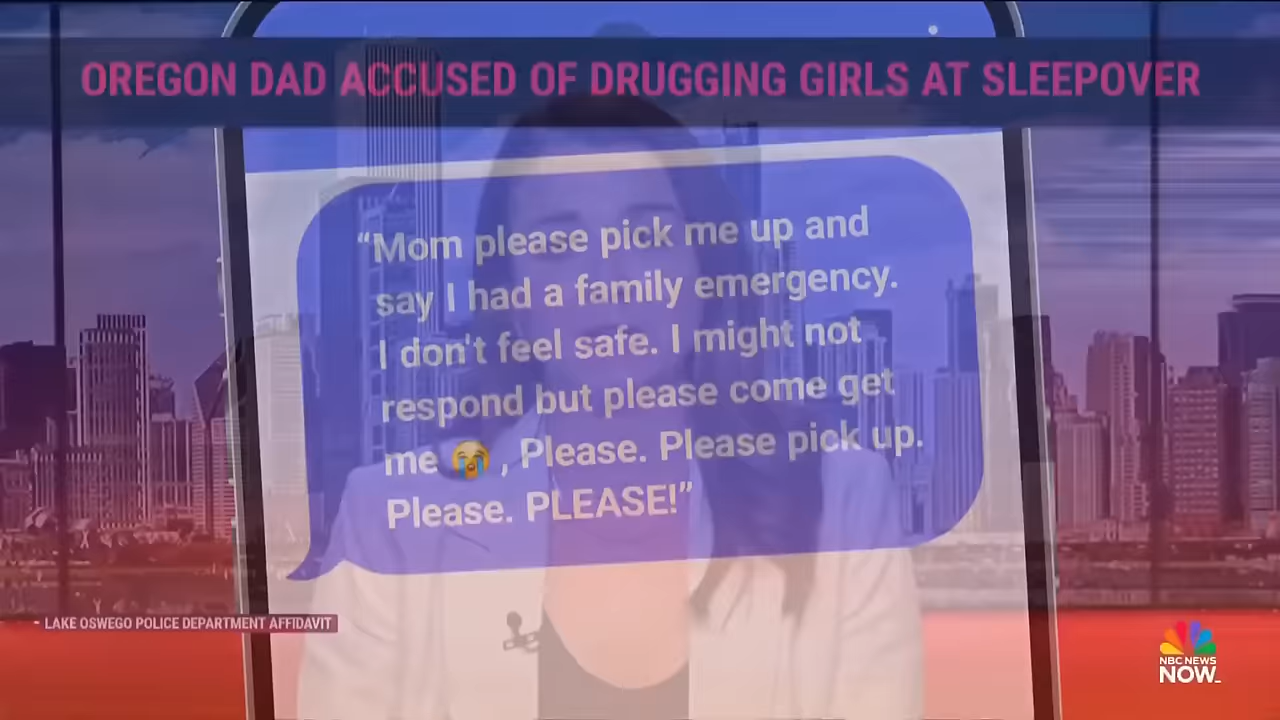 OREGON DAD ACCUSED OF DRUGGING GIRLS AT SLEEPOVER
“Mom please pick me up and
say I had a family emergency.
I don't feel safe. I might not
respond but please come get
me 😭 , Please. Please pick up.
Please. PLEASE!”
- LAKE OSWEGO POLICE DEPARTMENT AFFIDAVIT
NBC NEWS
NOW